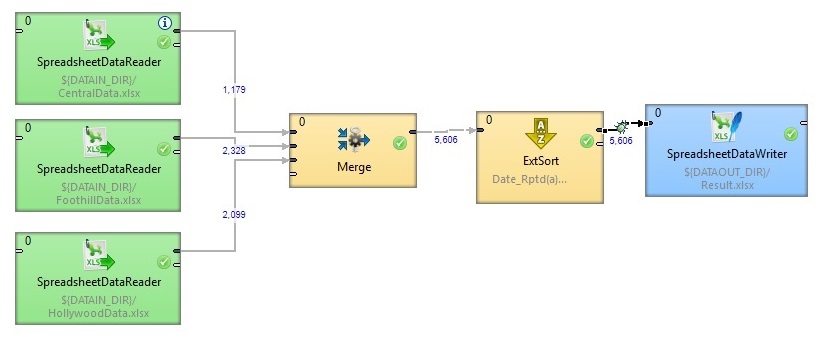 0
XLS
SpreadsheetDataReader
${DATAIN_DIR}/
CentralData.xlsx
1,179
0
XLS
SpreadsheetDataReader
${DATAIN_DIR}/
FoothillData.xlsx
2,328
0
XLS
SpreadsheetDataReader
${DATAIN_DIR}/
HollywoodData.xlsx
2,099
0
Merge
5,606
0
A
Z
ExtSort
Date_Rptd(a)...
5,606
0
XLS
SpreadsheetDataWriter
${DATAOUT_DIR}/
Result.xlsx